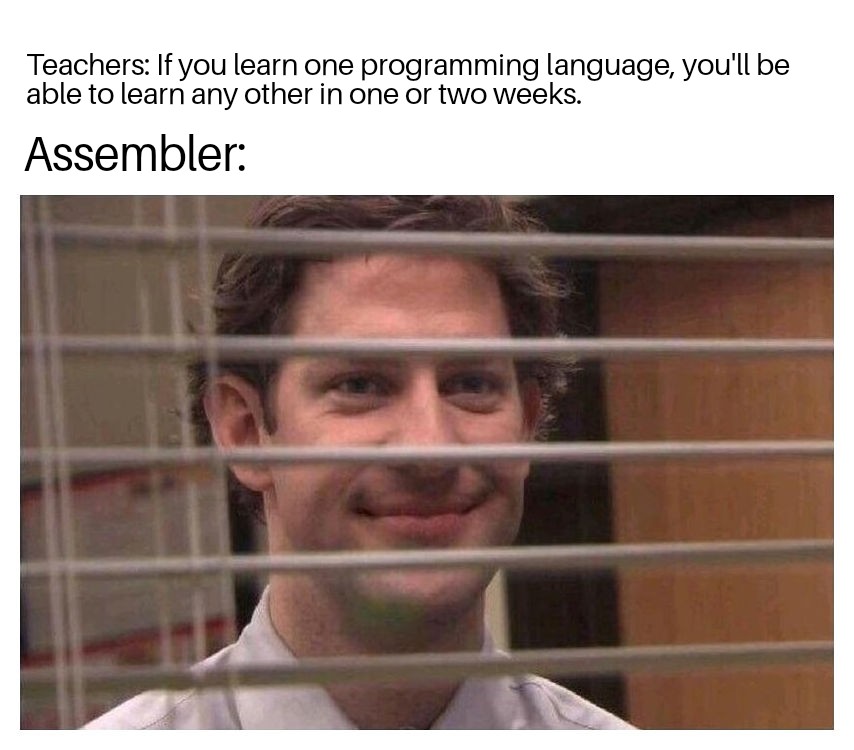 Teachers: If you learn one programming language, you'll be
able to learn any other in one or two weeks.
Assembler: